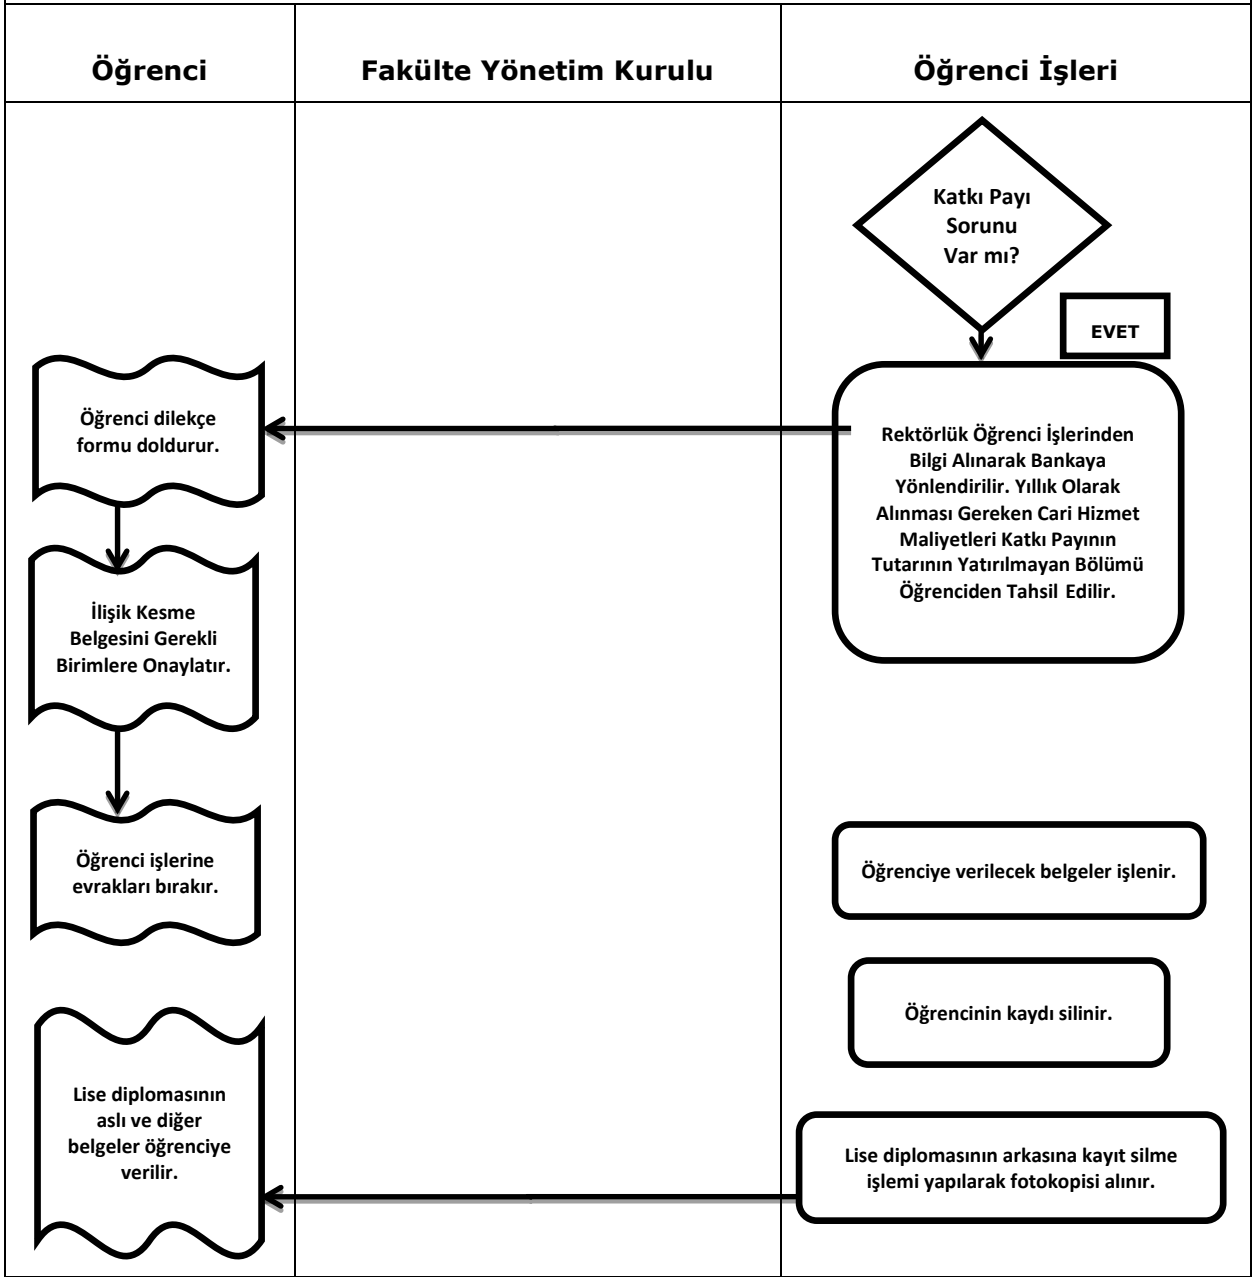 Öğrenci
Fakülte Yönetim Kurulu
Öğrenci İşleri
Katkı Payı
Sorunu
Var mı?
EVET
Öğrenci dilekçe
formu doldurur.
Rektörlük Öğrenci İşlerinden
Bilgi Alınarak Bankaya
Yönlendirilir. Yıllık Olarak
Alınması Gereken Cari Hizmet
Maliyetleri Katkı Payının
Tutarının Yatırılmayan Bölümü
Öğrenciden Tahsil Edilir.
İlişik Kesme
Belgesini Gerekli
Birimlere Onaylatır.
Öğrenci işlerine
evrakları bırakır.
Öğrenciye verilecek belgeler işlenir.
Öğrencinin kaydı silinir.
Lise diplomasının
aslı ve diğer
belgeler öğrenciye
verilir.
Lise diplomasının arkasına kayıt silme
işlemi yapılarak fotokopisi alınır.